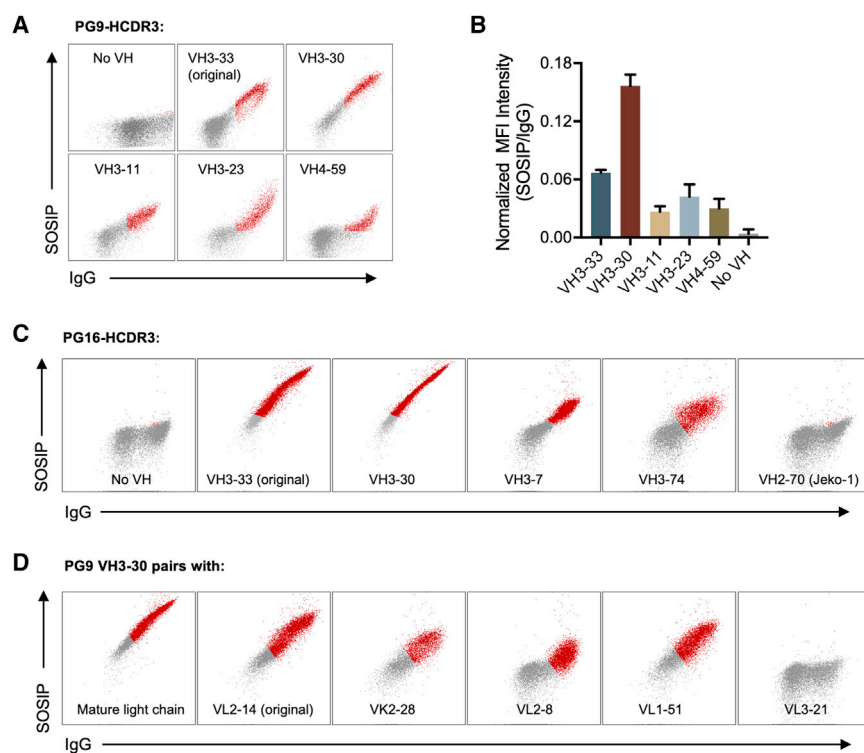 A
PG9-HCDR3:
No VH
VH3-33
(original)
VH3-30
VH3-11
VH3-23
VH4-59
SOSIP
IgG
B
Normalized MFI Intensity
(SOSIP/IgG)
0.18
0.12
0.06
0.00
VH3-33
VH3-30
VH3-11
VH3-23
VH4-59
No VH
C
PG16-HCDR3:
SOSIP
No VH
VH3-33 (original)
VH3-30
VH3-7
VH3-74
VH2-70 (Jeko-1)
IgG
D
PG9 VH3-30 pairs with:
SOSIP
Mature light chain
VL2-14 (original)
VK2-28
VL2-8
VL1-51
VL3-21
IgG